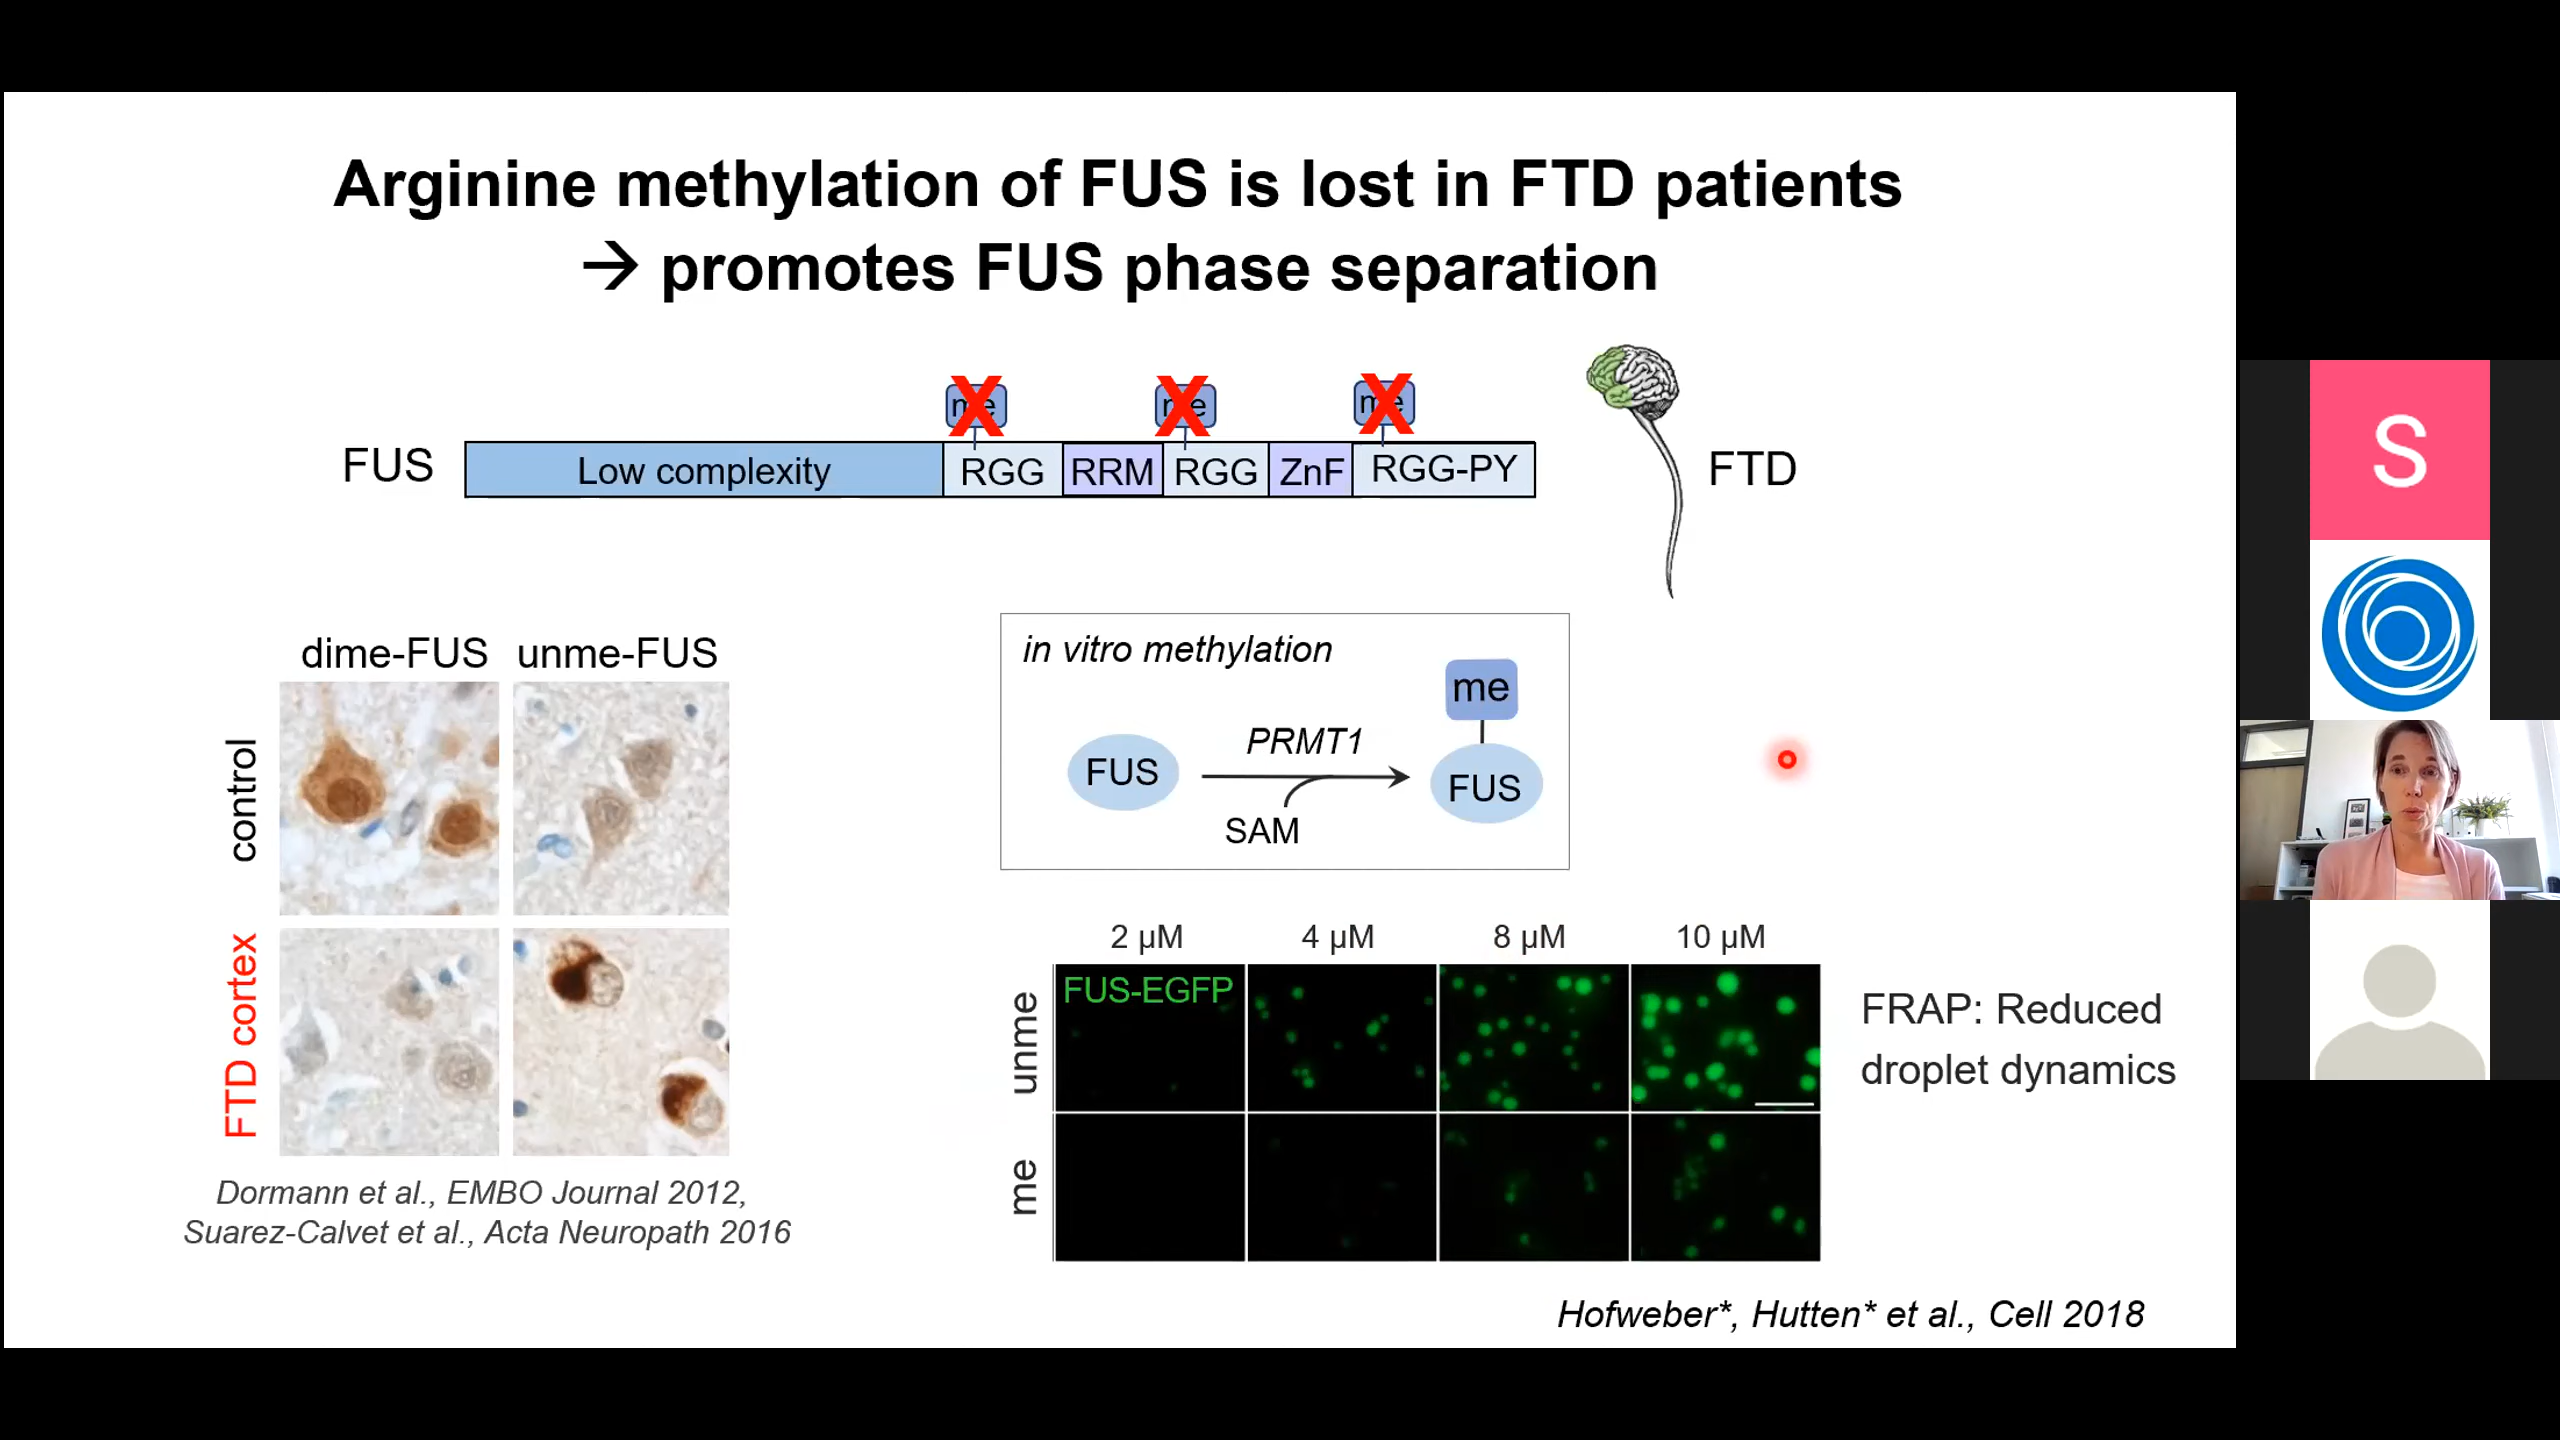 Arginine methylation of FUS is lost in FTD patients
→ promotes FUS phase separation
me me me
FUS
Low complexity RGG RRM RGG ZnF RGG-PY
FTD
dime-FUS unme-FUS
control
FTD cortex
Dormann et al., EMBO Journal 2012,
Suarez-Calvet et al., Acta Neuropath 2016
in vitro methylation
me
FUS
PRMT1
SAM
FUS
2 µM 4 µM 8 µM 10 µM
unme
FUS-EGFP
me
FRAP: Reduced
droplet dynamics
Hofweber*, Hutten* et al., Cell 2018
S